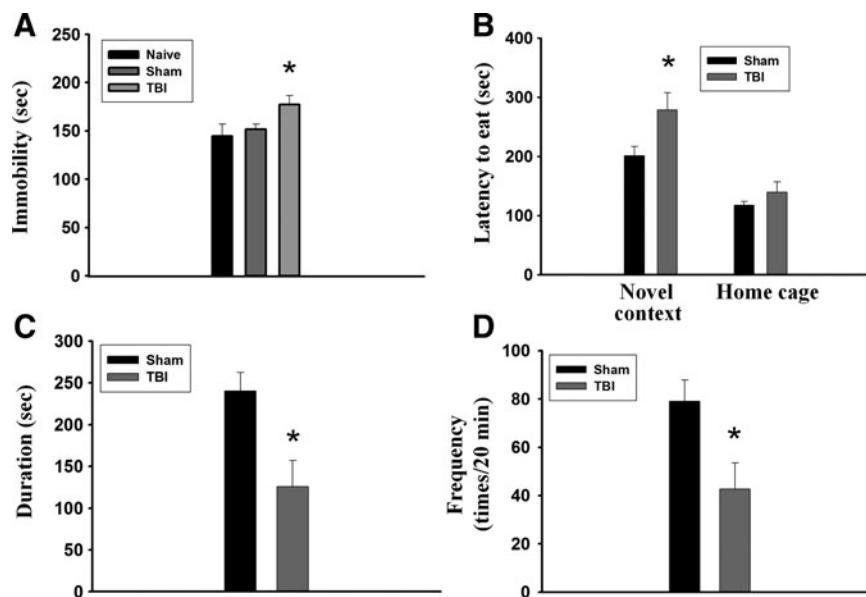 A
Immobility (sec)
250
200
150
100
50
0
Naive
Sham
TBI
*
B
Latency to eat (sec)
400
300
200
100
0
Sham
TBI
*
Novel
context
Home cage
C
Duration (sec)
300
250
200
150
100
50
0
Sham
TBI
*
D
Frequency
(times/20 min)
100
80
60
40
20
0
Sham
TBI
*